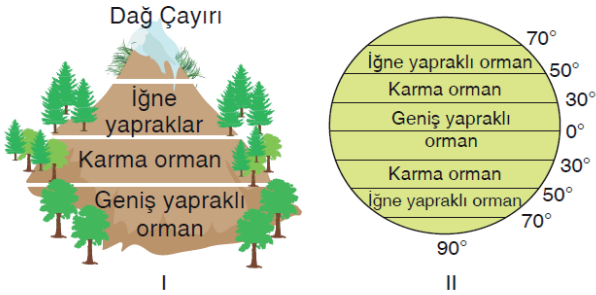 Dağ Çayırı
İğne
yapraklar
Karma orman
Geniş yapraklı
orman
I
70°
İğne yapraklı orman
50°
Karma orman
30°
Geniş yapraklı
0°
orman
30°
Karma orman
50°
İğne yapraklı orman
70°
90°
II